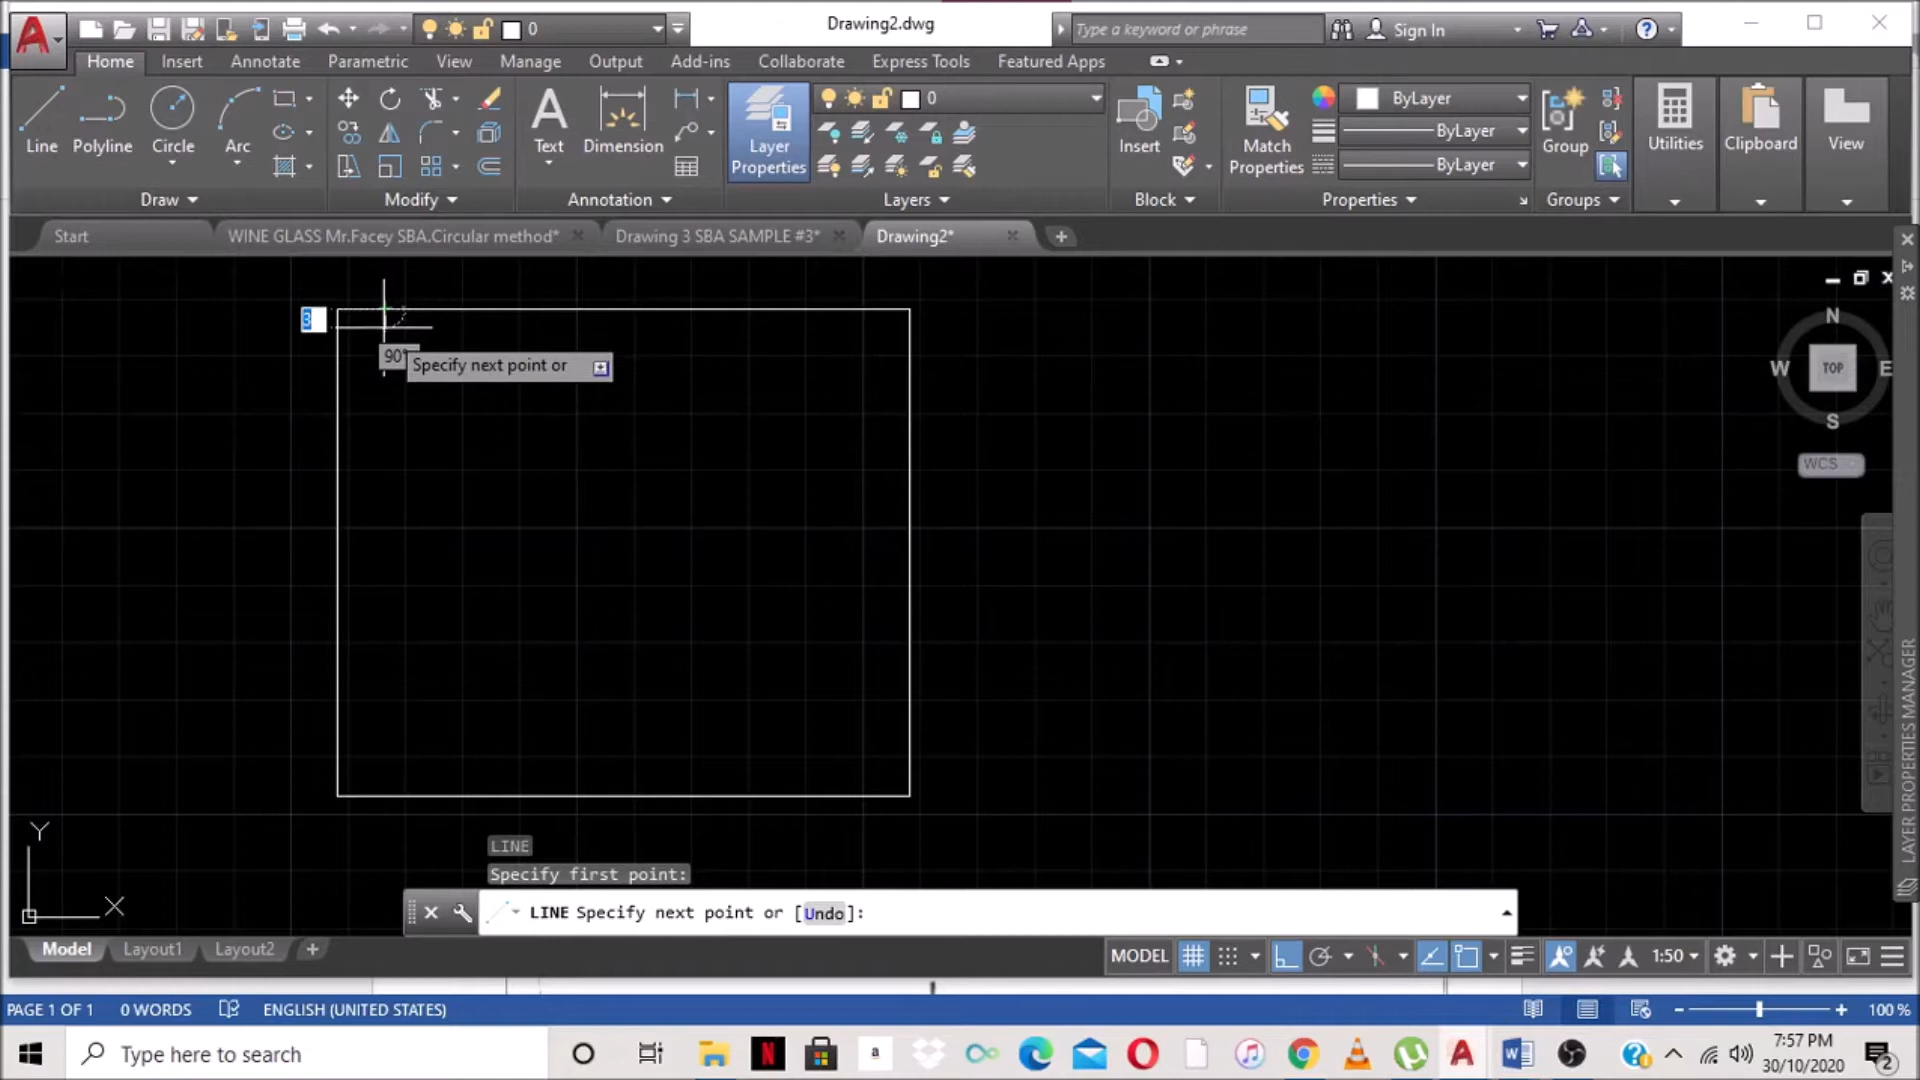 0
Drawing2.dwg
Type a keyword or phrase
Sign In
Home Insert Annotate Parametric View Manage Output Add-ins Collaborate Express Tools Featured Apps
Line
Polyline
Circle
Arc
Text
Dimension
Layer
Properties
0
Insert
Match
Properties
ByLayer
ByLayer
ByLayer
Group
Utilities
Clipboard
View
Draw Modify Annotation Layers Block Properties Groups
Start WINE GLASS Mr.Facey SBA.Circular method* Drawing 3 SBA SAMPLE #3* Drawing2*
3
90°
Specify next point or
N
W TOP E
S
WCS
LAYER PROPERTIES MANAGER
Y
X
LINE
Specify first point:
LINE Specify next point or [Undo]:
Model Layout1 Layout2
MODEL 1:50
PAGE 1 OF 1 0 WORDS ENGLISH (UNITED STATES) 100 %
Type here to search
7:57 PM
30/10/2020
2